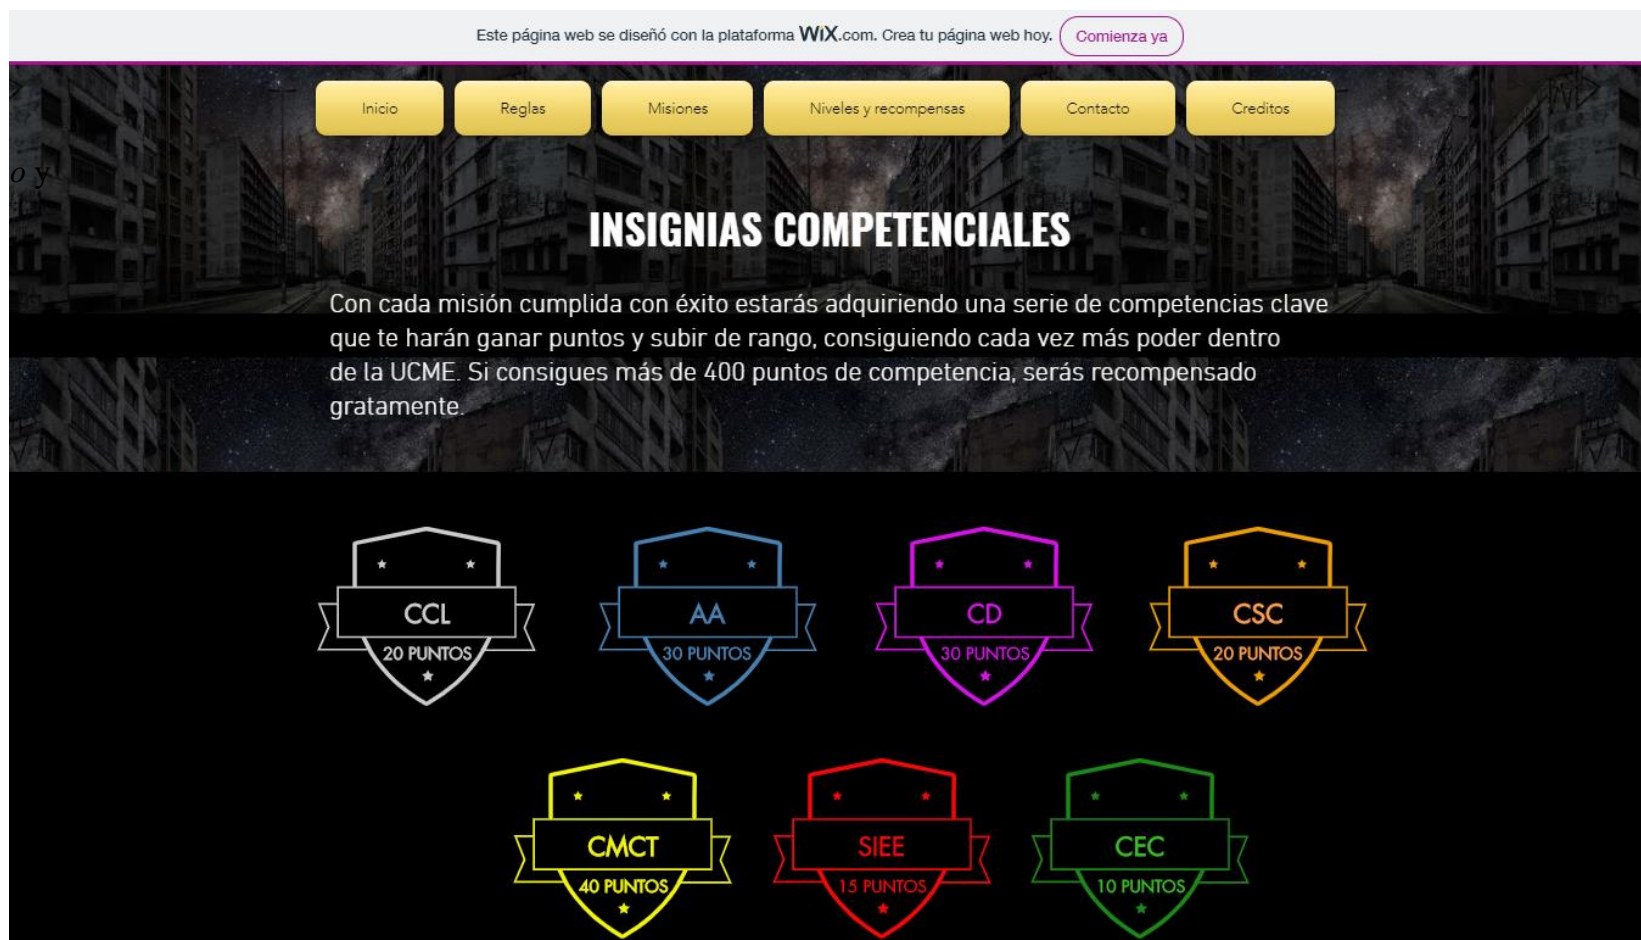 Este página web se diseñó con la plataforma WiX.com. Crea tu página web hoy. Comienza ya
Inicio Reglas Misiones Niveles y recompensas Contacto Creditos
o y
INSIGNIAS COMPETENCIALES
Con cada misión cumplida con éxito estarás adquiriendo una serie de competencias clave
que te harán ganar puntos y subir de rango, consiguiendo cada vez más poder dentro
de la UCME. Si consigues más de 400 puntos de competencia, serás recompensado
gratamente.
CCL AA CD CSC
20 PUNTOS 30 PUNTOS 30 PUNTOS 20 PUNTOS
CMCT SIEE CEC
40 PUNTOS 15 PUNTOS 10 PUNTOS